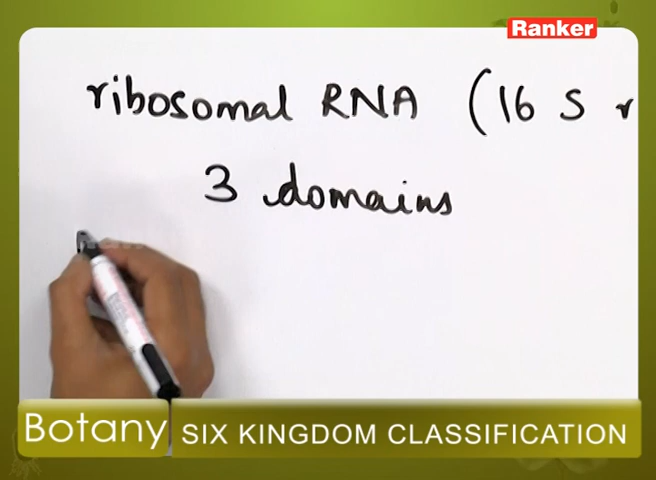 Ranker
ribosomal RNA (16 S r
3 domains
Botany SIX KINGDOM CLASSIFICATION